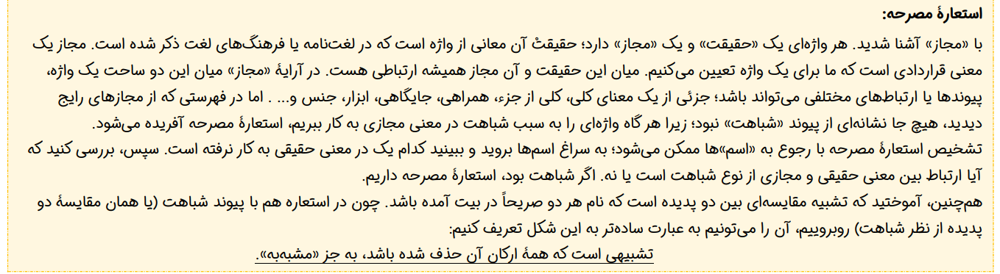 استعارهٔ مصرحه:
با «مجاز» آشنا شدید. هر واژه‌ای یک «حقیقت» و یک «مجاز» دارد؛ حقیقتْ آن معانی از واژه است که در لغت‌نامه یا فرهنگ‌های لغت ذکر شده است. مجاز یک
معنی قراردادی است که ما برای یک واژه تعیین می‌کنیم. میان این حقیقت و آن مجاز همیشه ارتباطی هست. در آرایهٔ «مجاز» میان این دو ساحت یک واژه،
پیوندها یا ارتباط‌های مختلفی می‌تواند باشد؛ جزئی از یک معنای کلی، کلی از جزء، همراهی، جایگاهی، ابزار، جنس و... . اما در فهرستی که از مجازهای رایج
دیدید، هیچ جا نشانه‌ای از پیوند «شباهت» نبود؛ زیرا هر گاه واژه‌ای را به سبب شباهت در معنی مجازی به کار ببریم، استعارهٔ مصرحه آفریده می‌شود.
تشخیص استعارهٔ مصرحه با رجوع به «اسم»ها ممکن می‌شود؛ به سراغ اسم‌ها بروید و ببینید کدام یک در معنی حقیقی به کار نرفته است. سپس، بررسی کنید که
آیا ارتباط بین معنی حقیقی و مجازی از نوع شباهت است یا نه. اگر شباهت بود، استعارهٔ مصرحه داریم.
هم‌چنین، آموختید که تشبیه مقایسه‌ای بین دو پدیده است که نام هر دو صریحاً در بیت آمده باشد. چون در استعاره هم با پیوند شباهت (یا همان مقایسهٔ دو
پدیده از نظر شباهت) روبروییم، آن را می‌تونیم به عبارت ساده‌تر به این شکل تعریف کنیم:
تشبیهی است که همهٔ ارکان آن حذف شده باشد، به جز «مشبه‌به».